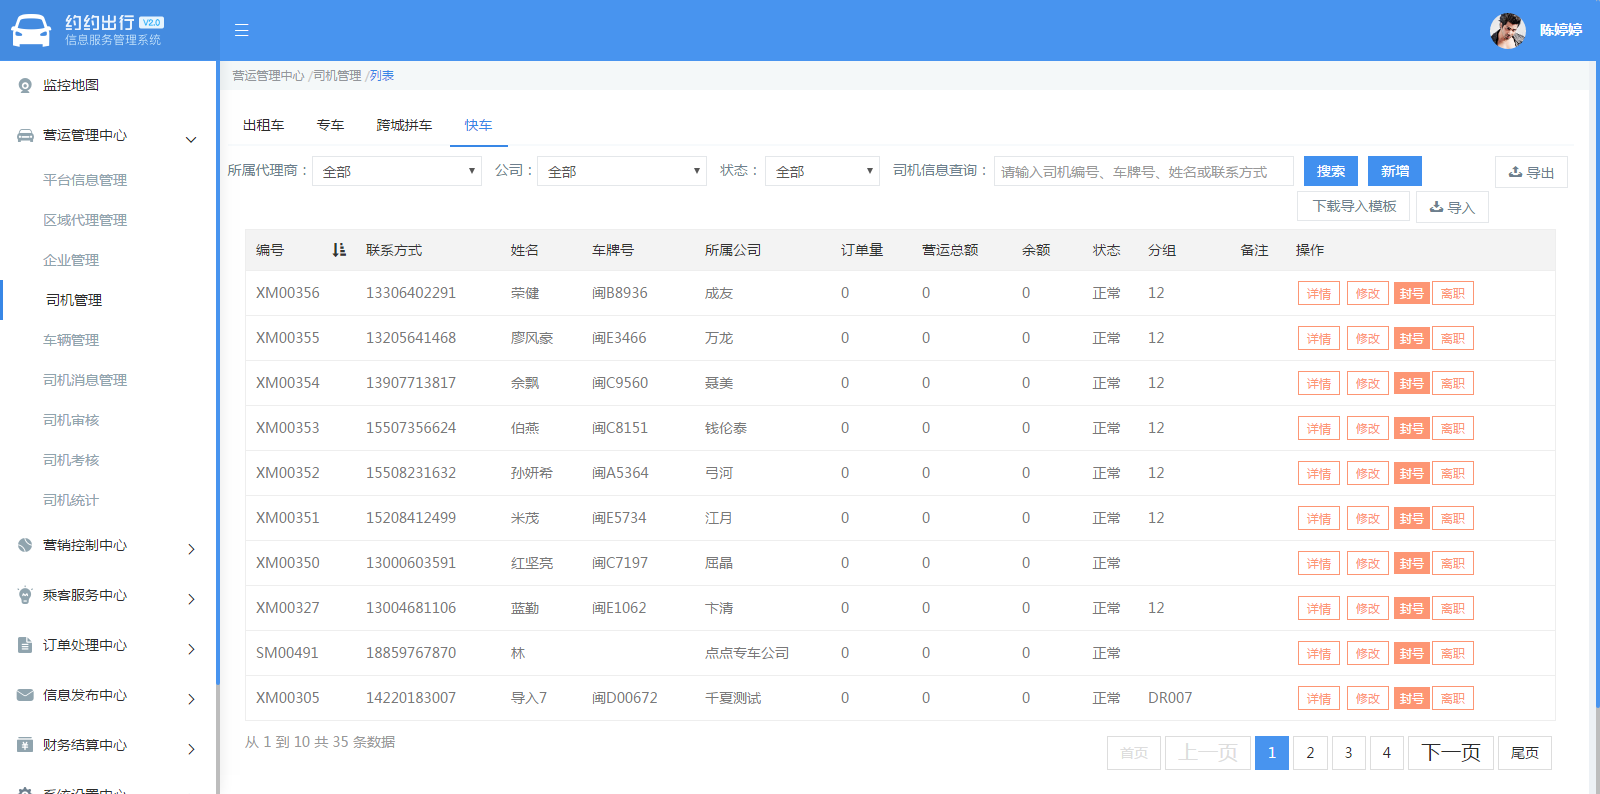 约约出行 V2.0
信息服务管理系统
陈婷婷
监控地图
营运管理中心
平台信息管理
区域代理管理
企业管理
司机管理
车辆管理
司机消息管理
司机审核
司机考核
司机统计
营销控制中心
乘客服务中心
订单处理中心
信息发布中心
财务结算中心
系统设置中心
营运管理中心 /司机管理 /列表
出租车 专车 跨城拼车 快车
所属代理商： 全部 公司： 全部 状态： 全部 司机信息查询： 请输入司机编号、车牌号、姓名或联系方式 搜索 新增 导出
下载导入模板 导入
编号 联系方式 姓名 车牌号 所属公司 订单量 营运总额 余额 状态 分组 备注 操作
XM00356 13306402291 荣健 闽B8936 成友 0 0 0 正常 12 详情 修改 封号 离职
XM00355 13205641468 廖风豪 闽E3466 万龙 0 0 0 正常 12 详情 修改 封号 离职
XM00354 13907713817 余飘 闽C9560 聂美 0 0 0 正常 12 详情 修改 封号 离职
XM00353 15507356624 伯燕 闽C8151 钱伦泰 0 0 0 正常 12 详情 修改 封号 离职
XM00352 15508231632 孙妍希 闽A5364 弓河 0 0 0 正常 12 详情 修改 封号 离职
XM00351 15208412499 米茂 闽E5734 江月 0 0 0 正常 12 详情 修改 封号 离职
XM00350 13000603591 红坚亮 闽C7197 屈晶 0 0 0 正常 详情 修改 封号 离职
XM00327 13004681106 蓝勤 闽E1062 卞清 0 0 0 正常 12 详情 修改 封号 离职
SM00491 18859767870 林 点点专车公司 0 0 0 正常 详情 修改 封号 离职
XM00305 14220183007 导入7 闽D00672 千夏测试 0 0 0 正常 DR007 详情 修改 封号 离职
从 1 到 10 共 35 条数据
首页 上一页 1 2 3 4 下一页 尾页